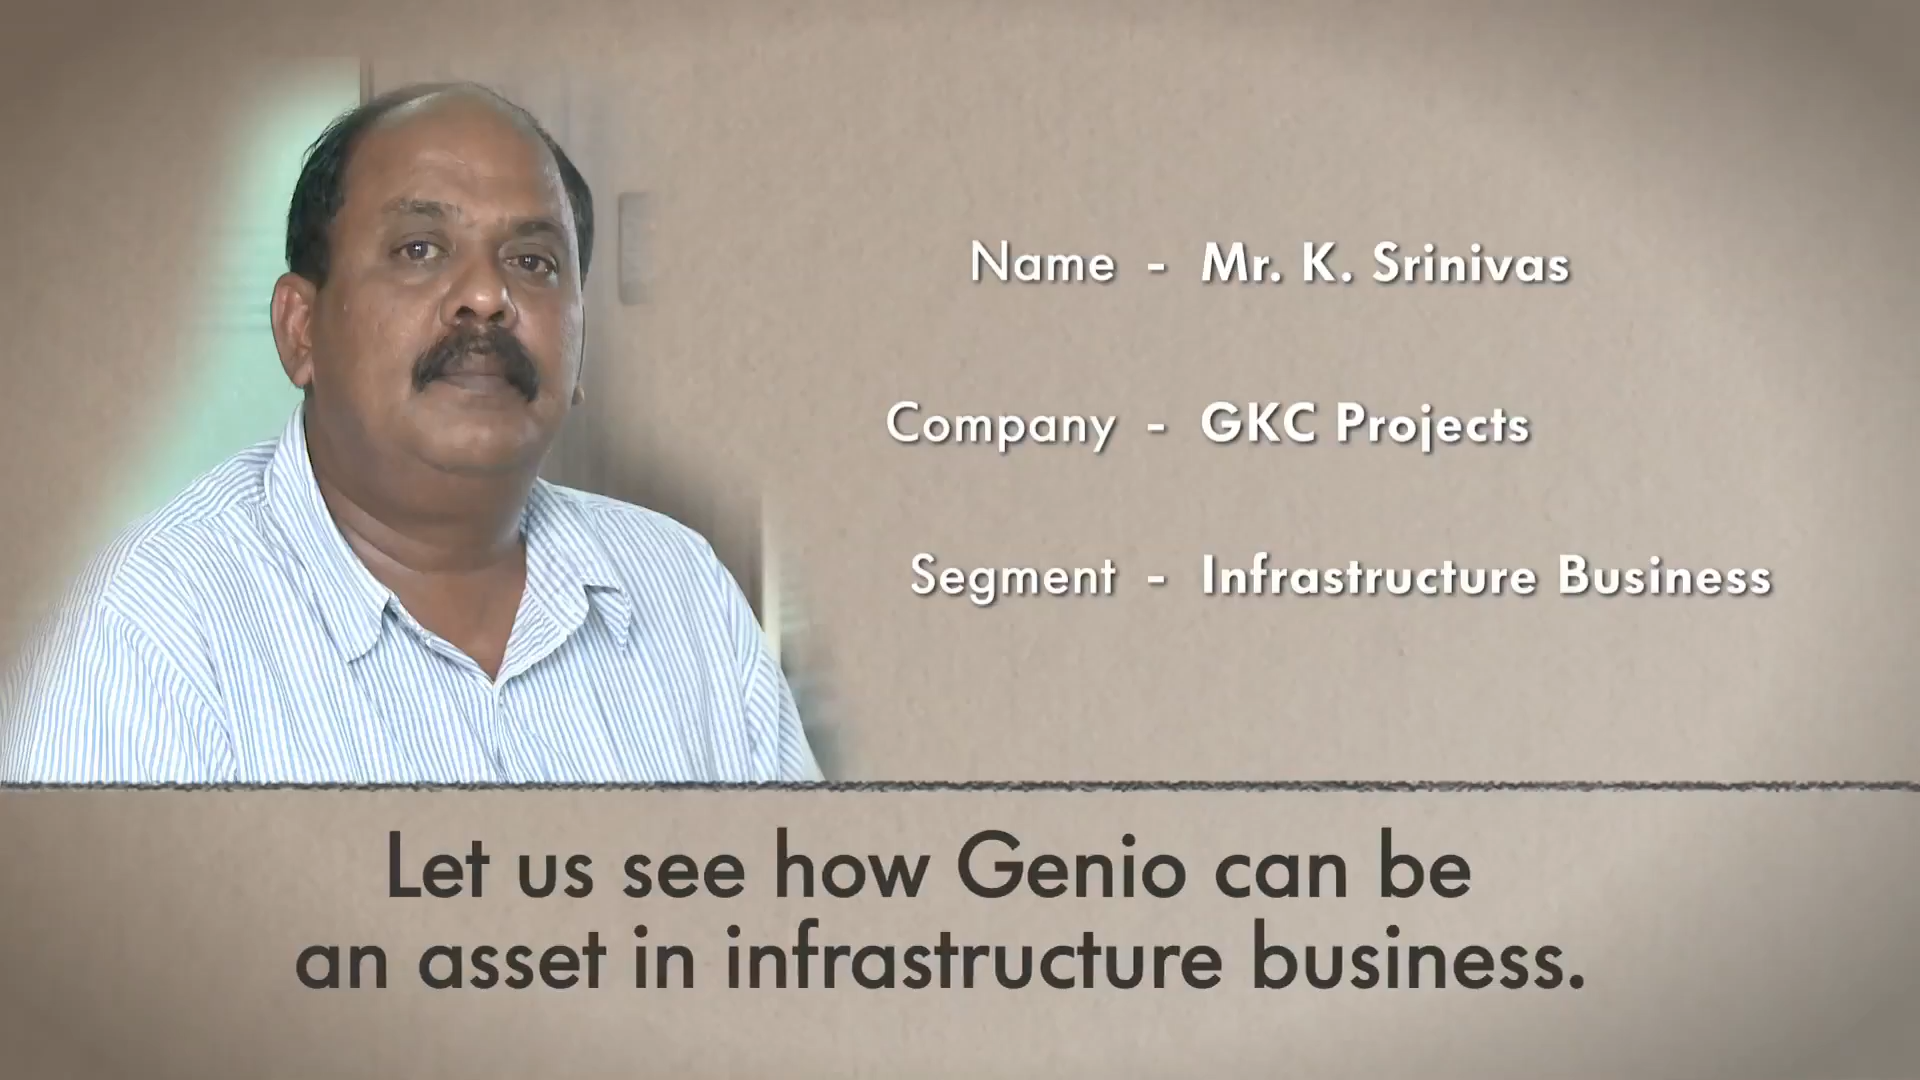 Name - Mr. K. Srinivas
Company - GKC Projects
Segment - Infrastructure Business
Let us see how Genio can be
an asset in infrastructure business.